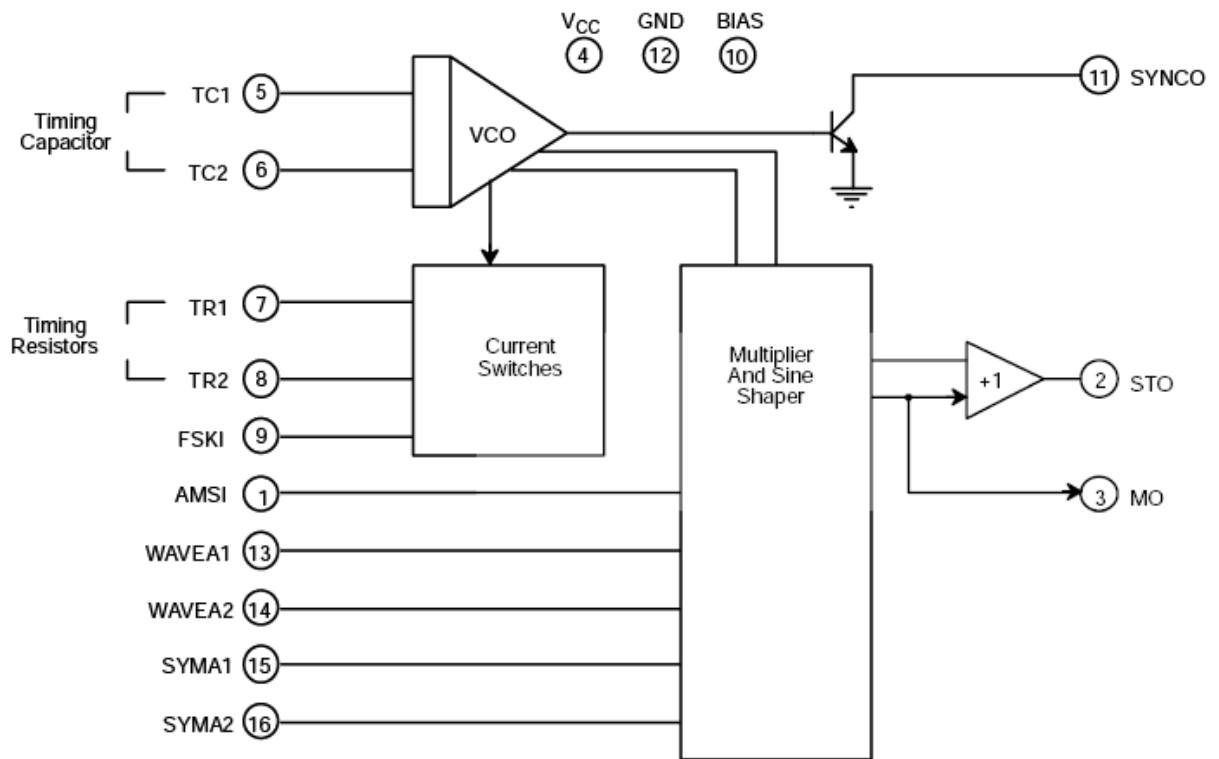 VCC GND BIAS
4 12 10
Timing
Capacitor
TC1 5
TC2 6
VCO
11 SYNCO
Timing
Resistors
TR1 7
TR2 8
FSKI 9
Current
Switches
Multiplier
And Sine
Shaper
+1
2 STO
3 MO
AMSI 1
WAVEA1 13
WAVEA2 14
SYMA1 15
SYMA2 16